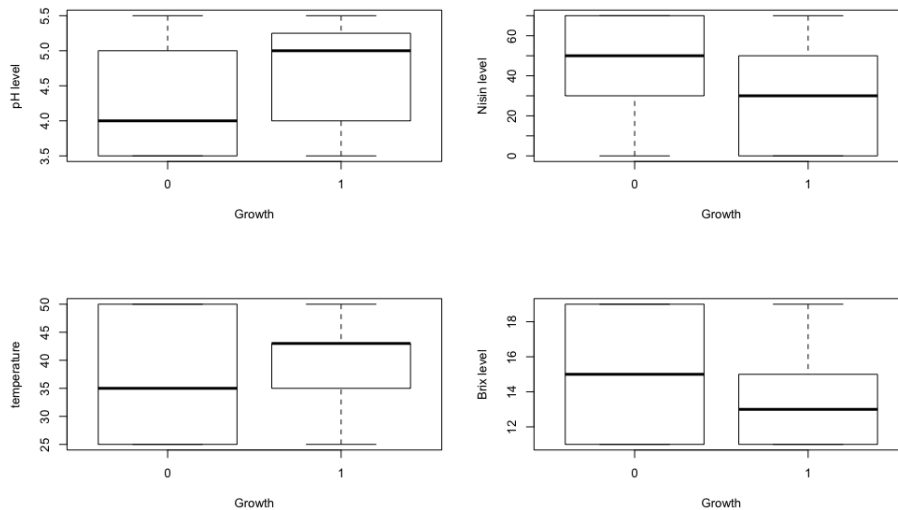 pH level
5.5
5.0
4.5
4.0
3.5
0 1
Growth
Nisin level
60
40
20
0
0 1
Growth
temperature
50
45
40
35
30
25
0 1
Growth
Brix level
18
16
14
12
0 1
Growth